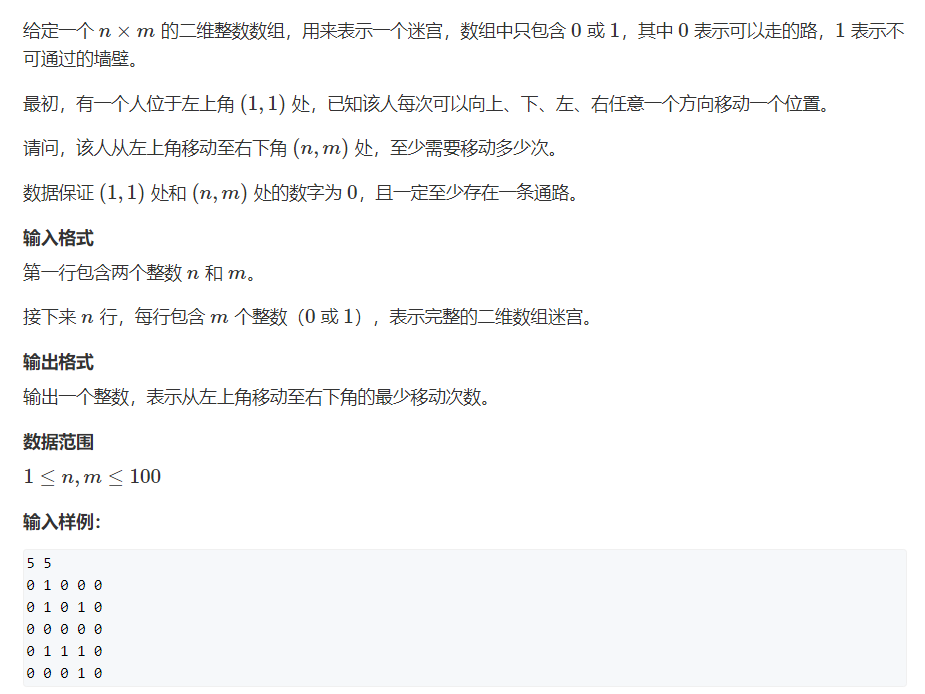 给定一个 n × m 的二维整数数组，用来表示一个迷宫，数组中只包含 0 或 1，其中 0 表示可以走的路，1 表示不
可通过的墙壁。
最初，有一个人位于左上角 (1, 1) 处，已知该人每次可以向上、下、左、右任意一个方向移动一个位置。
请问，该人从左上角移动至右下角 (n, m) 处，至少需要移动多少次。
数据保证 (1, 1) 处和 (n, m) 处的数字为 0，且一定至少存在一条通路。
输入格式
第一行包含两个整数 n 和 m。
接下来 n 行，每行包含 m 个整数（0 或 1），表示完整的二维数组迷宫。
输出格式
输出一个整数，表示从左上角移动至右下角的最少移动次数。
数据范围
1 ≤ n, m ≤ 100
输入样例：
5 5
0 1 0 0 0
0 1 0 1 0
0 0 0 0 0
0 1 1 1 0
0 0 0 1 0